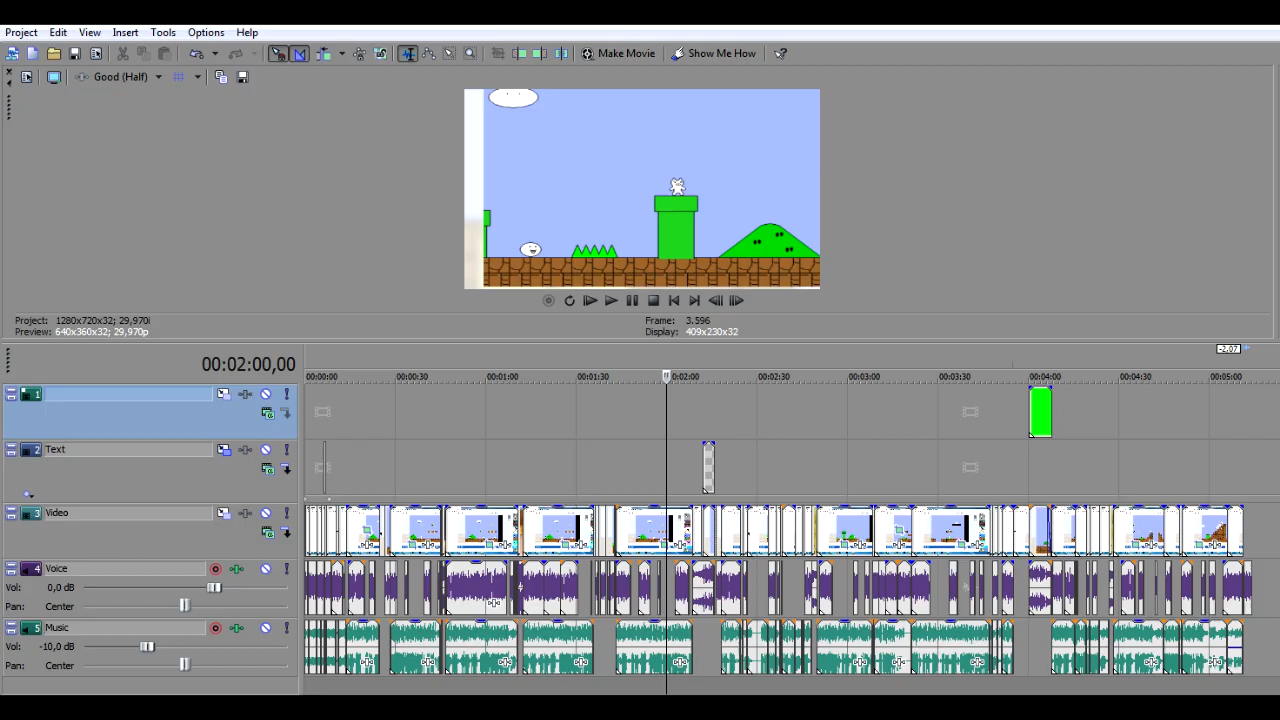 Project Edit View Insert Tools Options Help
Make Movie Show Me How
Good (Half)
Project: 1280x720x32; 29,970i Frame: 3.596
Preview: 640x360x32; 29,970p Display: 409x230x32
-2.07
00:02:00,00
00:00:00 00:00:30 00:01:00 00:01:30 00:02:00 00:02:30 00:03:00 00:03:30 00:04:00 00:04:30 00:05:00
1
2 Text
3 Video
4 Voice
Vol: 0,0 dB
Pan: Center
5 Music
Vol: -10,0 dB
Pan: Center